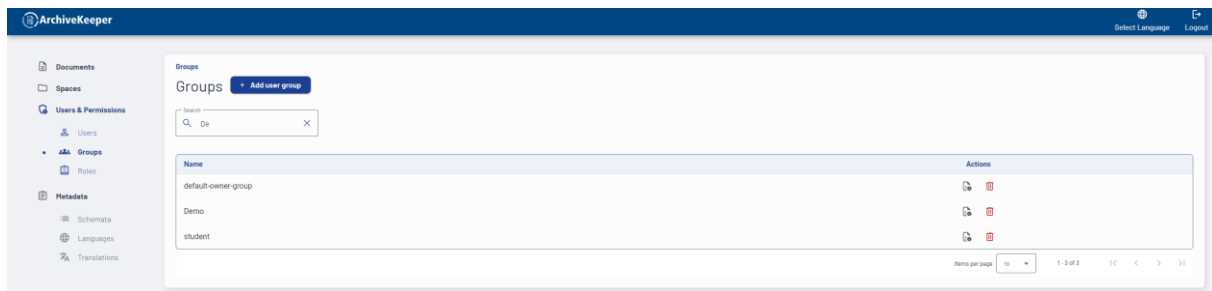 ArchiveKeeper
Select Language
Logout
Documents
Spaces
Users & Permissions
Users
Groups
Roles
Metadata
Schemata
Languages
Translations
Groups
Groups
+ Add user group
Search
De
Name Actions
default-owner-group
Demo
student
Items per page 10 1 - 3 of 3